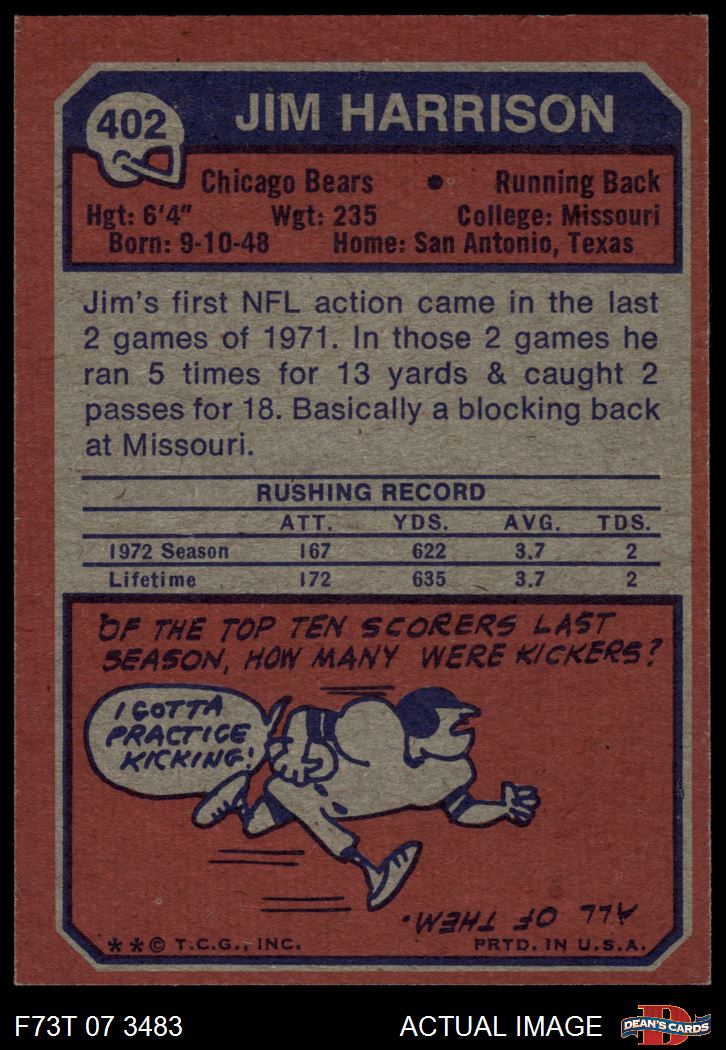 402
JIM HARRISON
Chicago Bears • Running Back
Hgt: 6'4" Wgt: 235 College: Missouri
Born: 9-10-48 Home: San Antonio, Texas
Jim's first NFL action came in the last
2 games of 1971. In those 2 games he
ran 5 times for 13 yards & caught 2
passes for 18. Basically a blocking back
at Missouri.
RUSHING RECORD
ATT. YDS. AVG. TDS.
1972 Season 167 622 3.7 2
Lifetime 172 635 3.7 2
OF THE TOP TEN SCORERS LAST
SEASON, HOW MANY WERE KICKERS?
I GOTTA
PRACTICE
KICKING!
ALL OF THEM.
**© T.C.G., INC. PRTD. IN U.S.A.
F73T 07 3483 ACTUAL IMAGE
D
DEAN'S CARDS